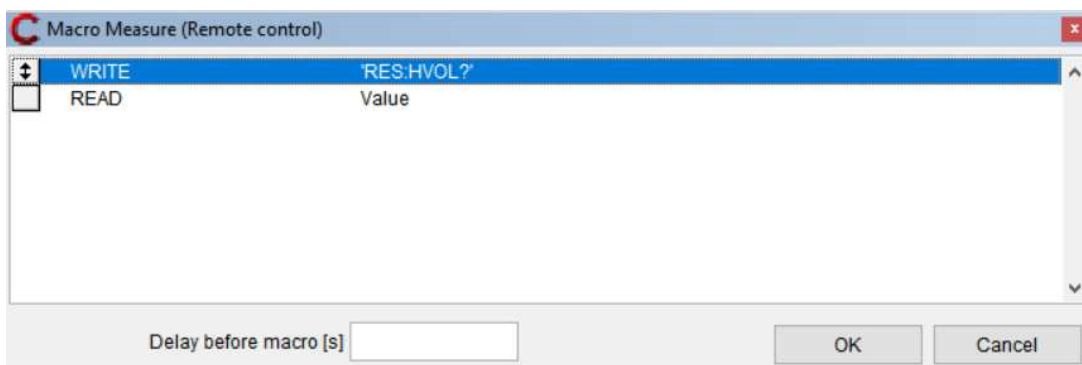 Macro Measure (Remote control)
WRITE 'RES:HVOL?'
READ Value
Delay before macro [s]
OK Cancel